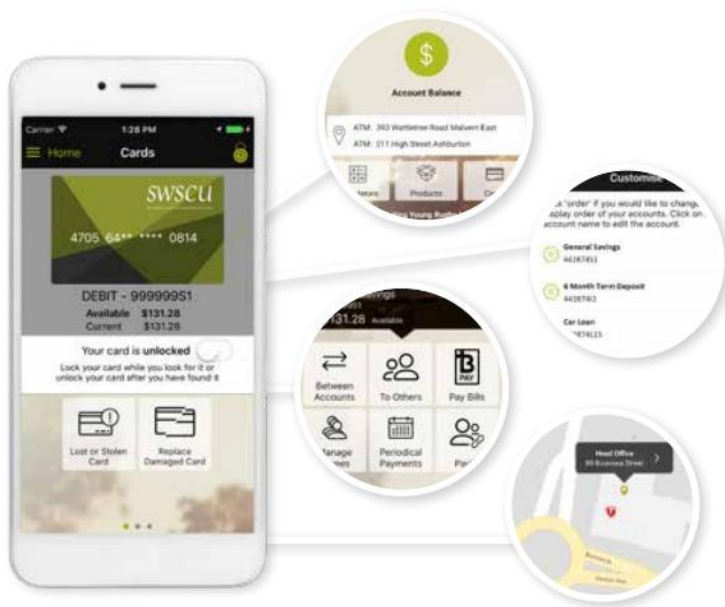 Carrier
1:28 PM
Home
Cards
SWSCU
4705 64** **** 0814
DEBIT - 999999S1
Available $131.28
Current $131.28
Your card is unlocked
Lock your card while you look for it or
unlock your card after you have found it
Lost or Stolen
Card
Replace
Damaged Card
$
Account Balance
ATM: 393 Wattletree Road Malvern East
ATM: 211 High Street Ashburton
Products
Customise
'order' if you would like to change
display order of your accounts. Click on
account name to edit the account.
General Savings
6 Month Term Deposit
Car Loan
$131.28 Available
Between
Accounts
To Others
B
PAY
Pay Bills
Manage
Periodical
Payments
Head Office